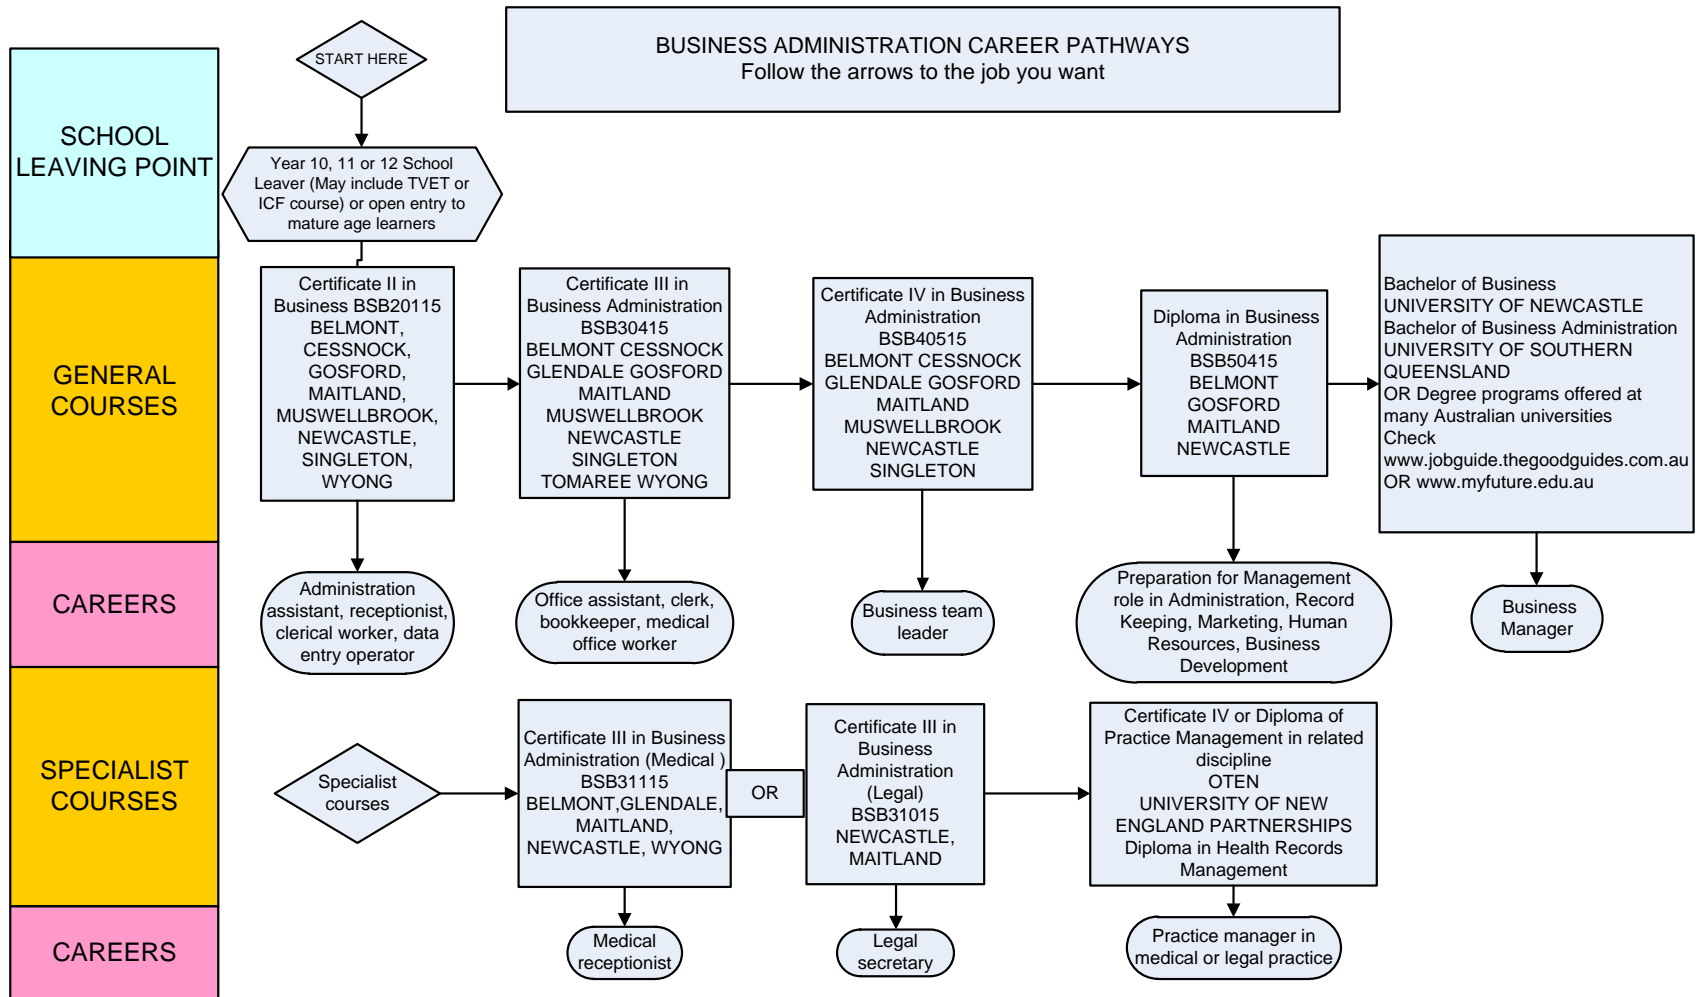 START HERE
BUSINESS ADMINISTRATION CAREER PATHWAYS
Follow the arrows to the job you want
SCHOOL
LEAVING POINT
Year 10, 11 or 12 School
Leaver (May include TVET or
ICF course) or open entry to
mature age learners
GENERAL
COURSES
Certificate II in
Business BSB20115
BELMONT,
CESSNOCK,
GOSFORD,
MAITLAND,
MUSWELLBROOK,
NEWCASTLE,
SINGLETON,
WYONG
Certificate III in
Business Administration
BSB30415
BELMONT CESSNOCK
GLENDALE GOSFORD
MAITLAND
MUSWELLBROOK
NEWCASTLE
SINGLETON
TOMAREE WYONG
Certificate IV in Business
Administration
BSB40515
BELMONT CESSNOCK
GLENDALE GOSFORD
MAITLAND
MUSWELLBROOK
NEWCASTLE
SINGLETON
Diploma in Business
Administration
BSB50415
BELMONT
GOSFORD
MAITLAND
NEWCASTLE
Bachelor of Business
UNIVERSITY OF NEWCASTLE
Bachelor of Business Administration
UNIVERSITY OF SOUTHERN
QUEENSLAND
OR Degree programs offered at
many Australian universities
Check
www.jobguide.thegoodguides.com.au
OR www.myfuture.edu.au
CAREERS
Administration
assistant, receptionist,
clerical worker, data
entry operator
Office assistant, clerk,
bookkeeper, medical
office worker
Business team
leader
Preparation for Management
role in Administration, Record
Keeping, Marketing, Human
Resources, Business
Development
Business
Manager
SPECIALIST
COURSES
Specialist
courses
Certificate III in Business
Administration (Medical )
BSB31115
BELMONT,GLENDALE,
MAITLAND,
NEWCASTLE, WYONG
OR
Certificate III in
Business
Administration
(Legal)
BSB31015
NEWCASTLE,
MAITLAND
Certificate IV or Diploma of
Practice Management in related
discipline
OTEN
UNIVERSITY OF NEW
ENGLAND PARTNERSHIPS
Diploma in Health Records
Management
CAREERS
Medical
receptionist
Legal
secretary
Practice manager in
medical or legal practice